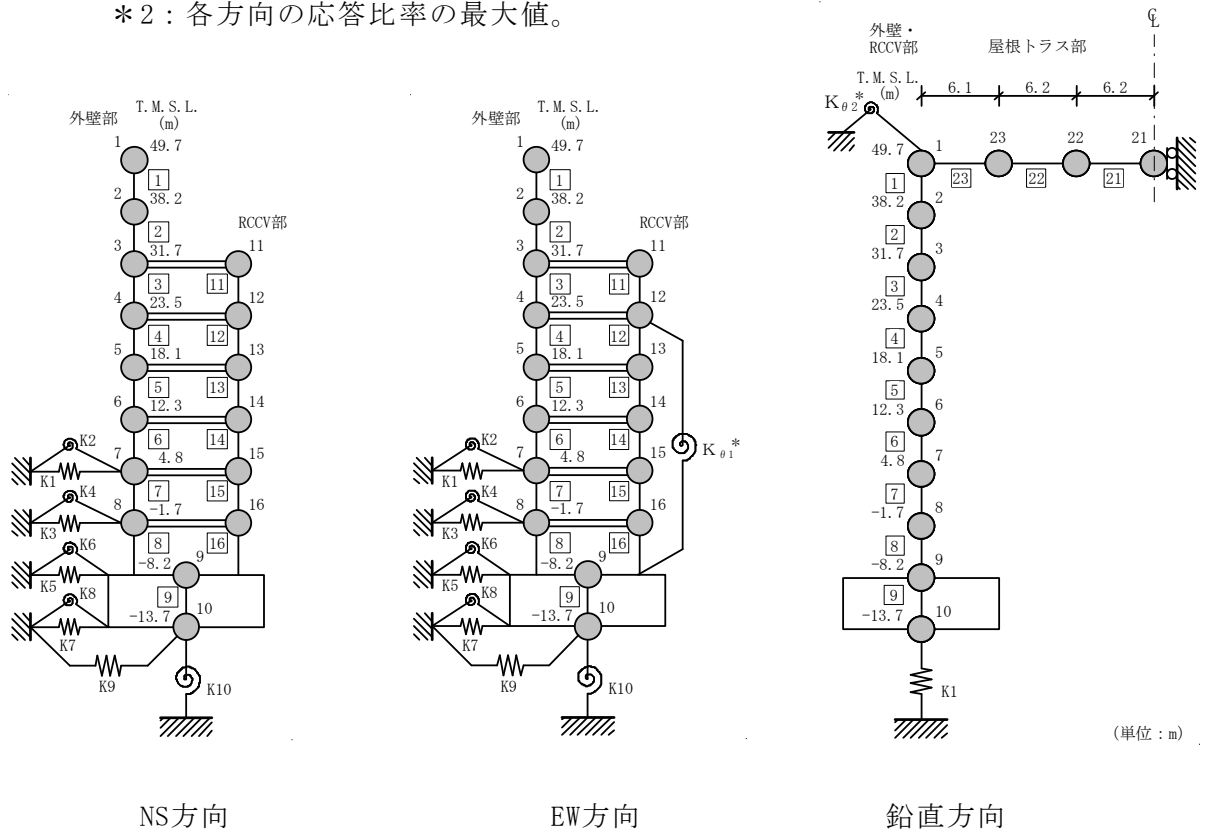 *2:各方向の応答比率の最大値。
外壁部
T.M.S.L.
(m)
1
49.7
1
2
38.2
2
RCCV部
3
31.7
11
3
11
4
23.5
12
4
12
5
18.1
13
5
13
6
12.3
14
6
14
K2
7
4.8
15
K1
7
15
K4
8
-1.7
16
K3
8
16
K6
-8.2
9
K5
K8
9
-13.7
10
K7
K9
K10
NS方向
外壁部
T.M.S.L.
(m)
1
49.7
1
2
38.2
2
RCCV部
3
31.7
11
3
11
4
23.5
12
4
12
5
18.1
13
5
13
6
12.3
14
6
14
Kθ1*
K2
7
4.8
15
K1
7
15
K4
8
-1.7
16
K3
8
16
K6
-8.2
9
K5
K8
9
-13.7
10
K7
K9
K10
EW方向
外壁・
RCCV部
屋根トラス部
℄
T.M.S.L.
(m)
6.1
6.2
6.2
Kθ2*
49.7
1
23
22
21
1
23
22
21
38.2
2
2
31.7
3
3
23.5
4
4
18.1
5
5
12.3
6
6
4.8
7
7
-1.7
8
8
-8.2
9
9
-13.7
10
K1
(単位:m)
鉛直方向